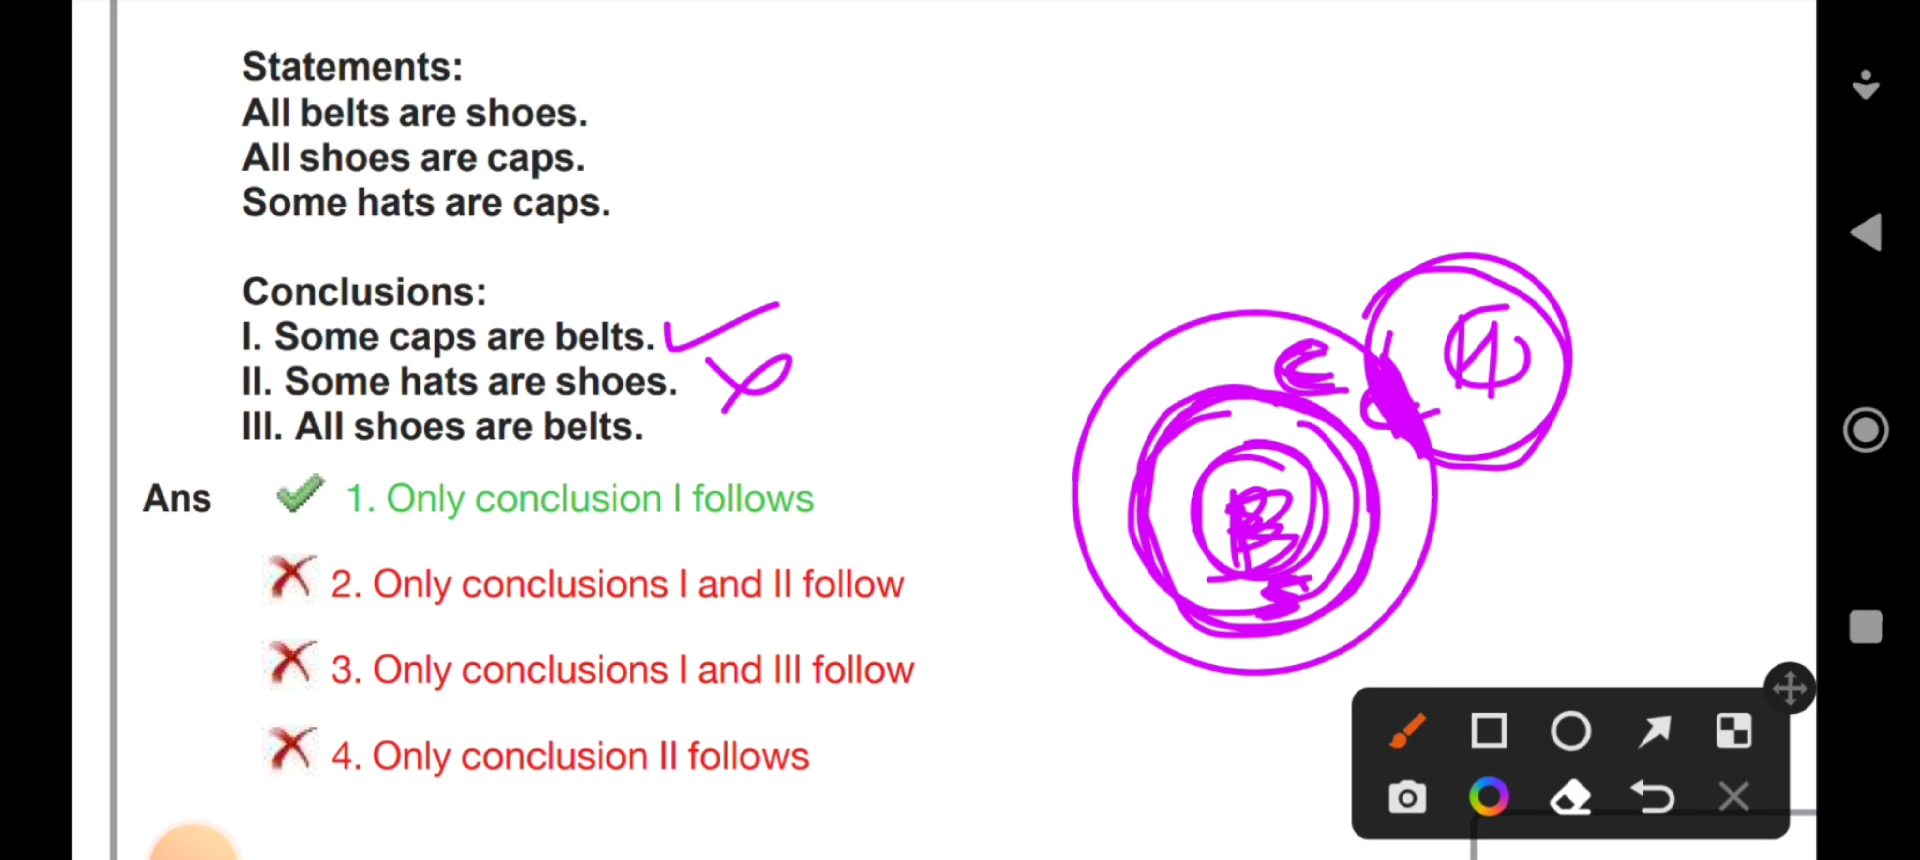 Statements:
All belts are shoes.
All shoes are caps.
Some hats are caps.
Conclusions:
I. Some caps are belts.
II. Some hats are shoes.
III. All shoes are belts.
Ans
1. Only conclusion I follows
2. Only conclusions I and II follow
3. Only conclusions I and III follow
4. Only conclusion II follows
C
H
B